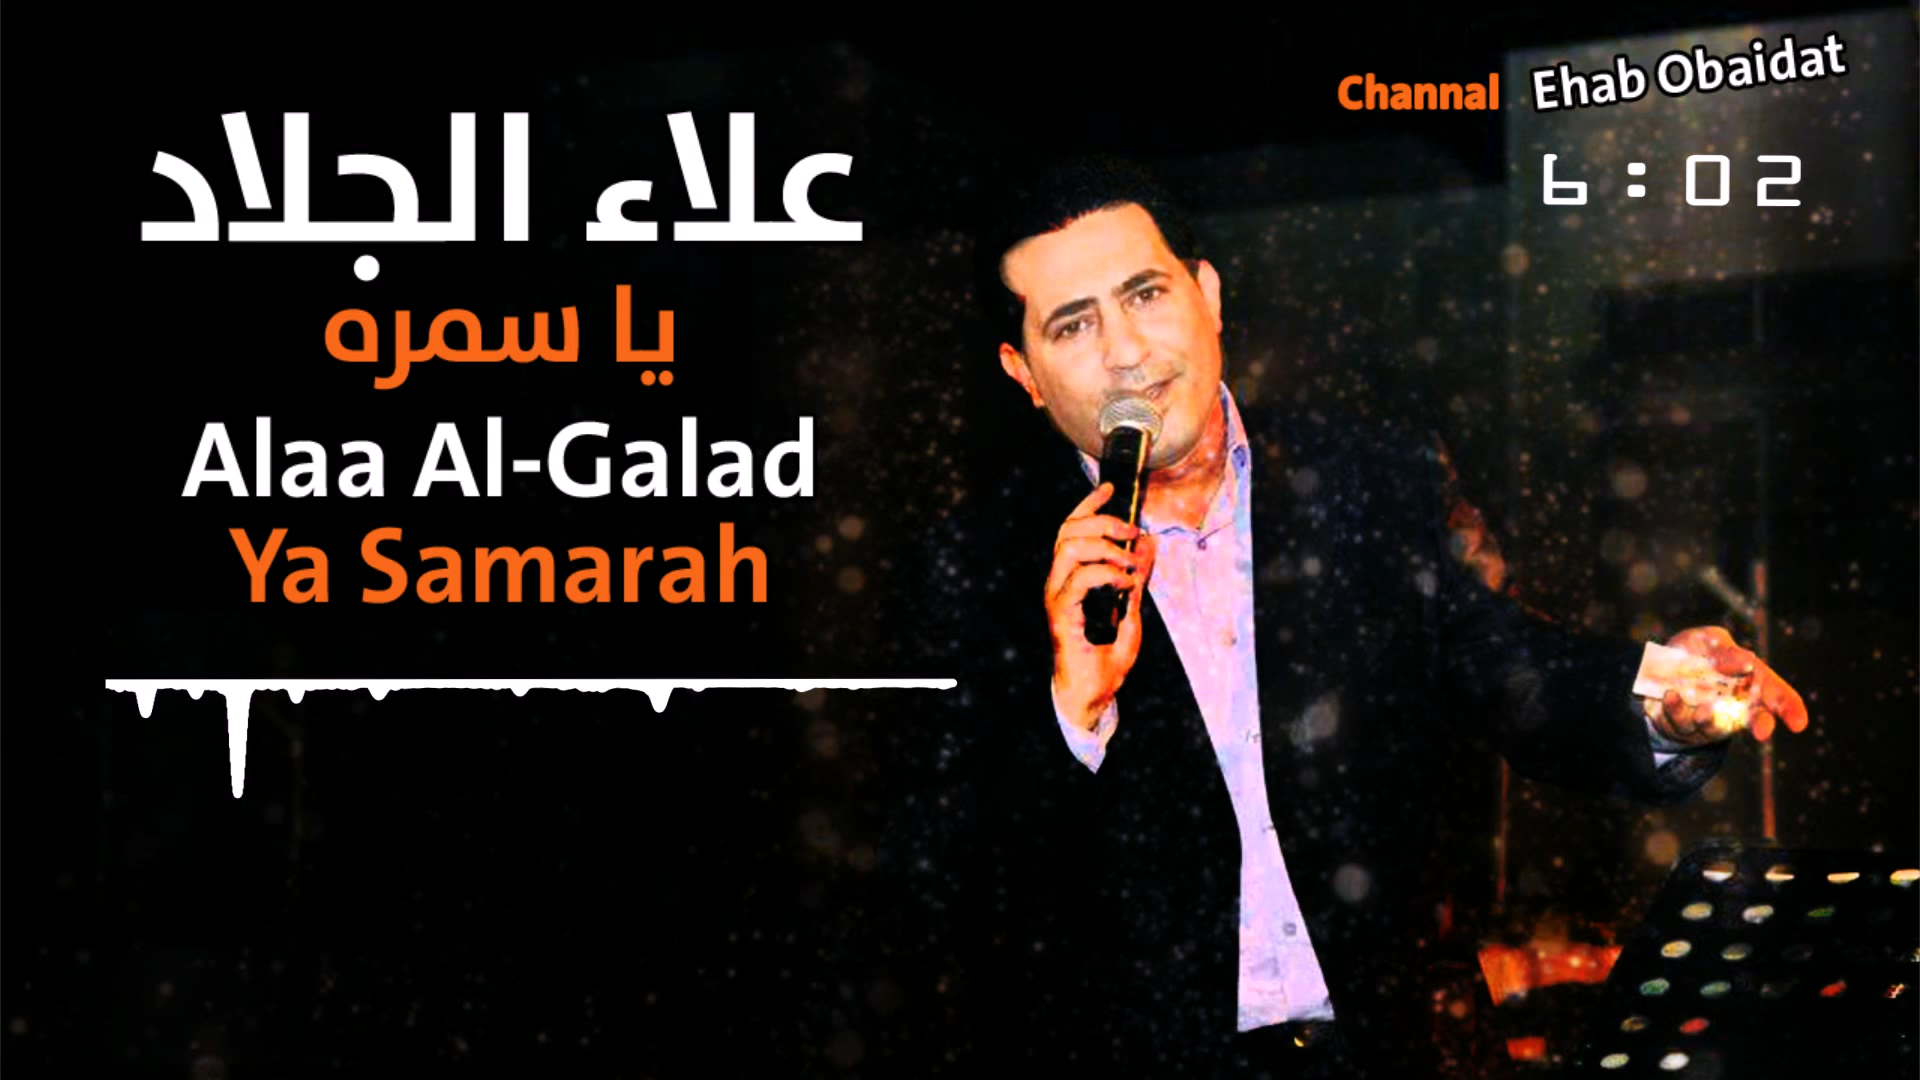 علاء الجلاد
يا سمره
Alaa Al-Galad
Ya Samarah
Channal Ehab Obaidat
6:02